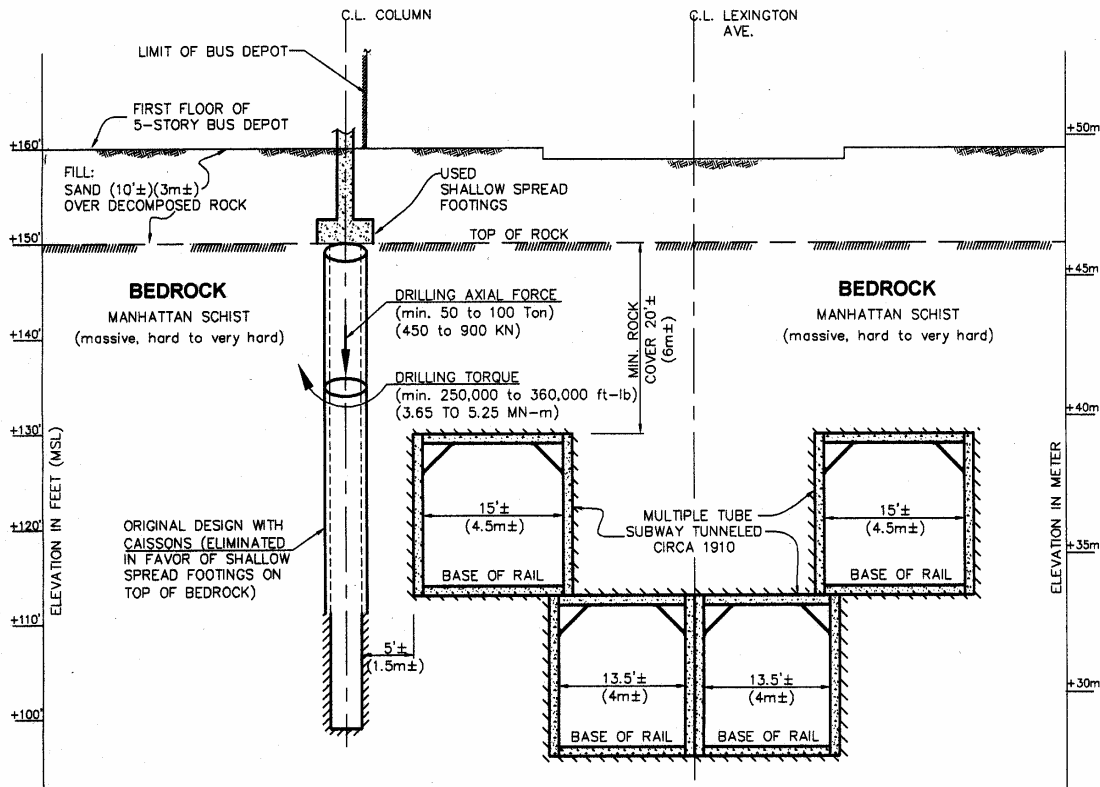 C.L. COLUMN
C.L. LEXINGTON
AVE.
LIMIT OF BUS DEPOT
FIRST FLOOR OF
5-STORY BUS DEPOT
+160'
+50m
FILL:
SAND (10'±)(3m±)
OVER DECOMPOSED ROCK
USED
SHALLOW SPREAD
FOOTINGS
+150'
TOP OF ROCK
+45m
BEDROCK
MANHATTAN SCHIST
(massive, hard to very hard)
DRILLING AXIAL FORCE
(min. 50 to 100 Ton)
(450 to 900 KN)
MIN. ROCK
COVER 20'±
(6m±)
BEDROCK
MANHATTAN SCHIST
(massive, hard to very hard)
+140'
DRILLING TORQUE
(min. 250,000 to 360,000 ft-lb)
(3.65 TO 5.25 MN-m)
+40m
+130'
ELEVATION IN FEET (MSL)
ELEVATION IN METER
15'±
(4.5m±)
BASE OF RAIL
MULTIPLE TUBE
SUBWAY TUNNELED
CIRCA 1910
15'±
(4.5m±)
BASE OF RAIL
+120'
ORIGINAL DESIGN WITH
CAISSONS (ELIMINATED
IN FAVOR OF SHALLOW
SPREAD FOOTINGS ON
TOP OF BEDROCK)
+35m
+110'
5'±
(1.5m±)
13.5'±
(4m±)
BASE OF RAIL
13.5'±
(4m±)
BASE OF RAIL
+30m
+100'